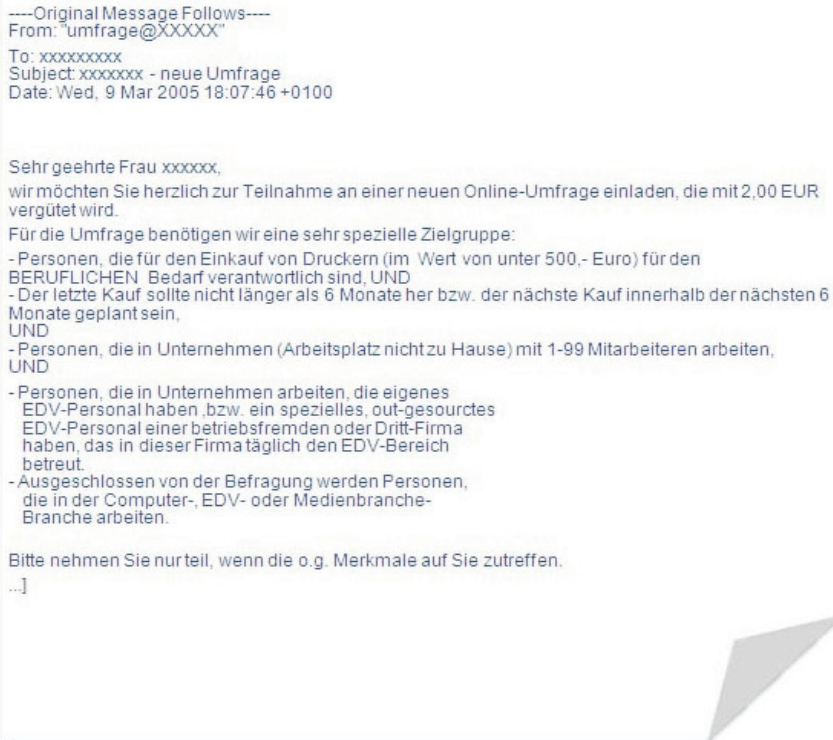 ----Original Message Follows----
From: "umfrage@XXXXX"
To: xxxxxxxxx
Subject: xxxxxxx - neue Umfrage
Date: Wed, 9 Mar 2005 18:07:46 +0100
Sehr geehrte Frau xxxxxx,
wir möchten Sie herzlich zur Teilnahme an einer neuen Online-Umfrage einladen, die mit 2,00 EUR
vergütet wird.
Für die Umfrage benötigen wir eine sehr spezielle Zielgruppe:
- Personen, die für den Einkauf von Druckern (im Wert von unter 500,- Euro) für den
BERUFLICHEN Bedarf verantwortlich sind, UND
- Der letzte Kauf sollte nicht länger als 6 Monate her bzw. der nächste Kauf innerhalb der nächsten 6
Monate geplant sein,
UND
- Personen, die in Unternehmen (Arbeitsplatz nicht zu Hause) mit 1-99 Mitarbeiteren arbeiten,
UND
- Personen, die in Unternehmen arbeiten, die eigenes
EDV-Personal haben ,bzw. ein spezielles, out-gesourctes
EDV-Personal einer betriebsfremden oder Dritt-Firma
haben, das in dieser Firma täglich den EDV-Bereich
betreut.
- Ausgeschlossen von der Befragung werden Personen,
die in der Computer-, EDV- oder Medienbranche-
Branche arbeiten.
Bitte nehmen Sie nur teil, wenn die o.g. Merkmale auf Sie zutreffen.
...]